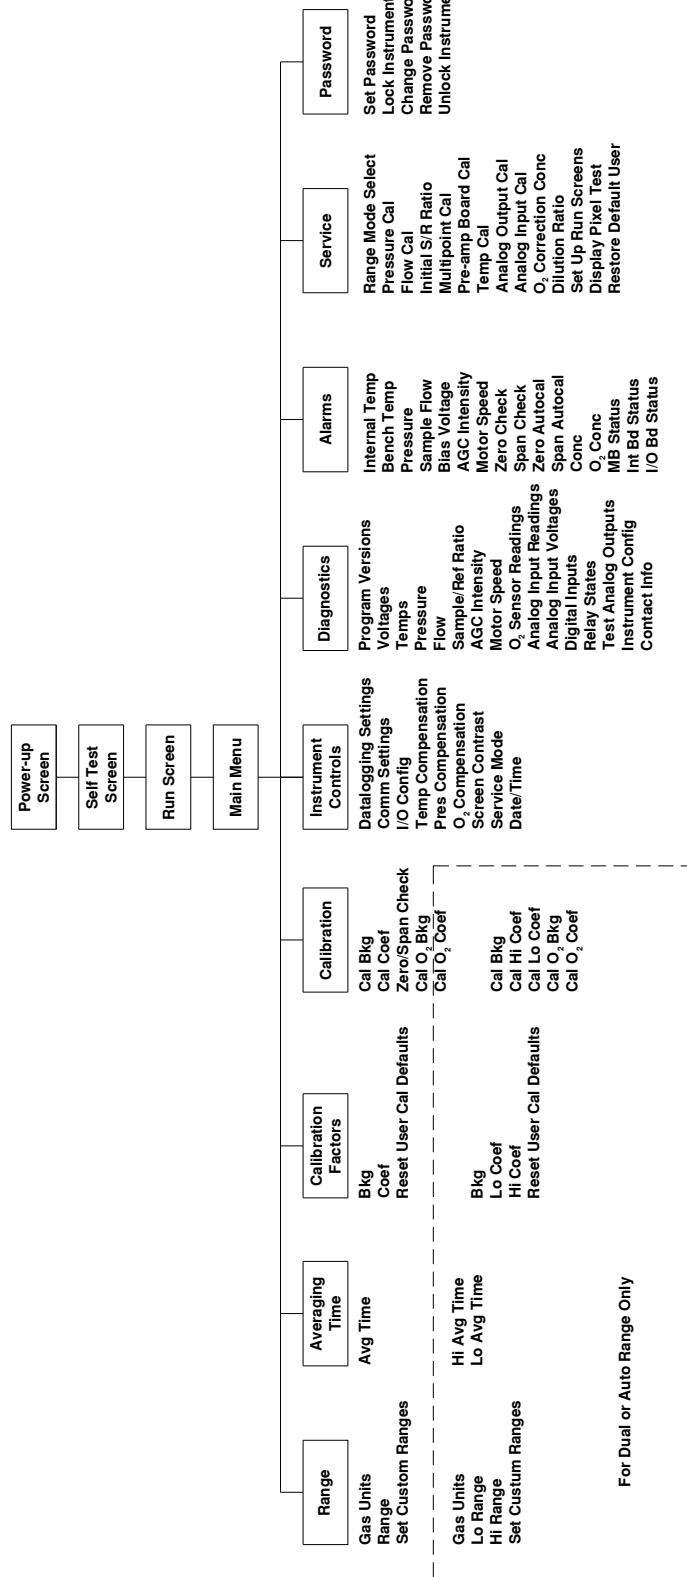 Power-up
Screen
Self Test
Screen
Run Screen
Main Menu
Range
Gas Units
Range
Set Custom Ranges
Averaging
Time
Avg Time
Calibration
Factors
Bkg
Coef
Reset User Cal Defaults
Calibration
Cal Bkg
Cal Coef
Zero/Span Check
Cal O₂ Bkg
Cal O₂ Coef
Instrument
Controls
Datalogging Settings
Comm Settings
I/O Config
Temp Compensation
Pres Compensation
O₂ Compensation
Screen Contrast
Service Mode
Date/Time
Diagnostics
Program Versions
Voltages
Temps
Pressure
Flow
Sample/Ref Ratio
AGC Intensity
Motor Speed
O₂ Sensor Readings
Analog Input Readings
Analog Input Voltages
Digital Inputs
Relay States
Test Analog Outputs
Instrument Config
Contact Info
Alarms
Internal Temp
Bench Temp
Pressure
Sample Flow
Bias Voltage
AGC Intensity
Motor Speed
Zero Check
Span Check
Zero Autocal
Span Autocal
Conc
O₂ Conc
MB Status
Int Bd Status
I/O Bd Status
Service
Range Mode Select
Pressure Cal
Flow Cal
Initial S/R Ratio
Multipoint Cal
Pre-amp Board Cal
Temp Cal
Analog Output Cal
Analog Input Cal
O₂ Correction Conc
Dilution Ratio
Set Up Run Screens
Display Pixel Test
Restore Default User
Password
Set Password
Lock Instrument
Change Passwo
Remove Passwo
Unlock Instrume
Gas Units
Lo Range
Hi Range
Set Custum Ranges
Hi Avg Time
Lo Avg Time
Bkg
Lo Coef
Hi Coef
Reset User Cal Defaults
Cal Bkg
Cal Hi Coef
Cal Lo Coef
Cal O₂ Bkg
Cal O₂ Coef
For Dual or Auto Range Only